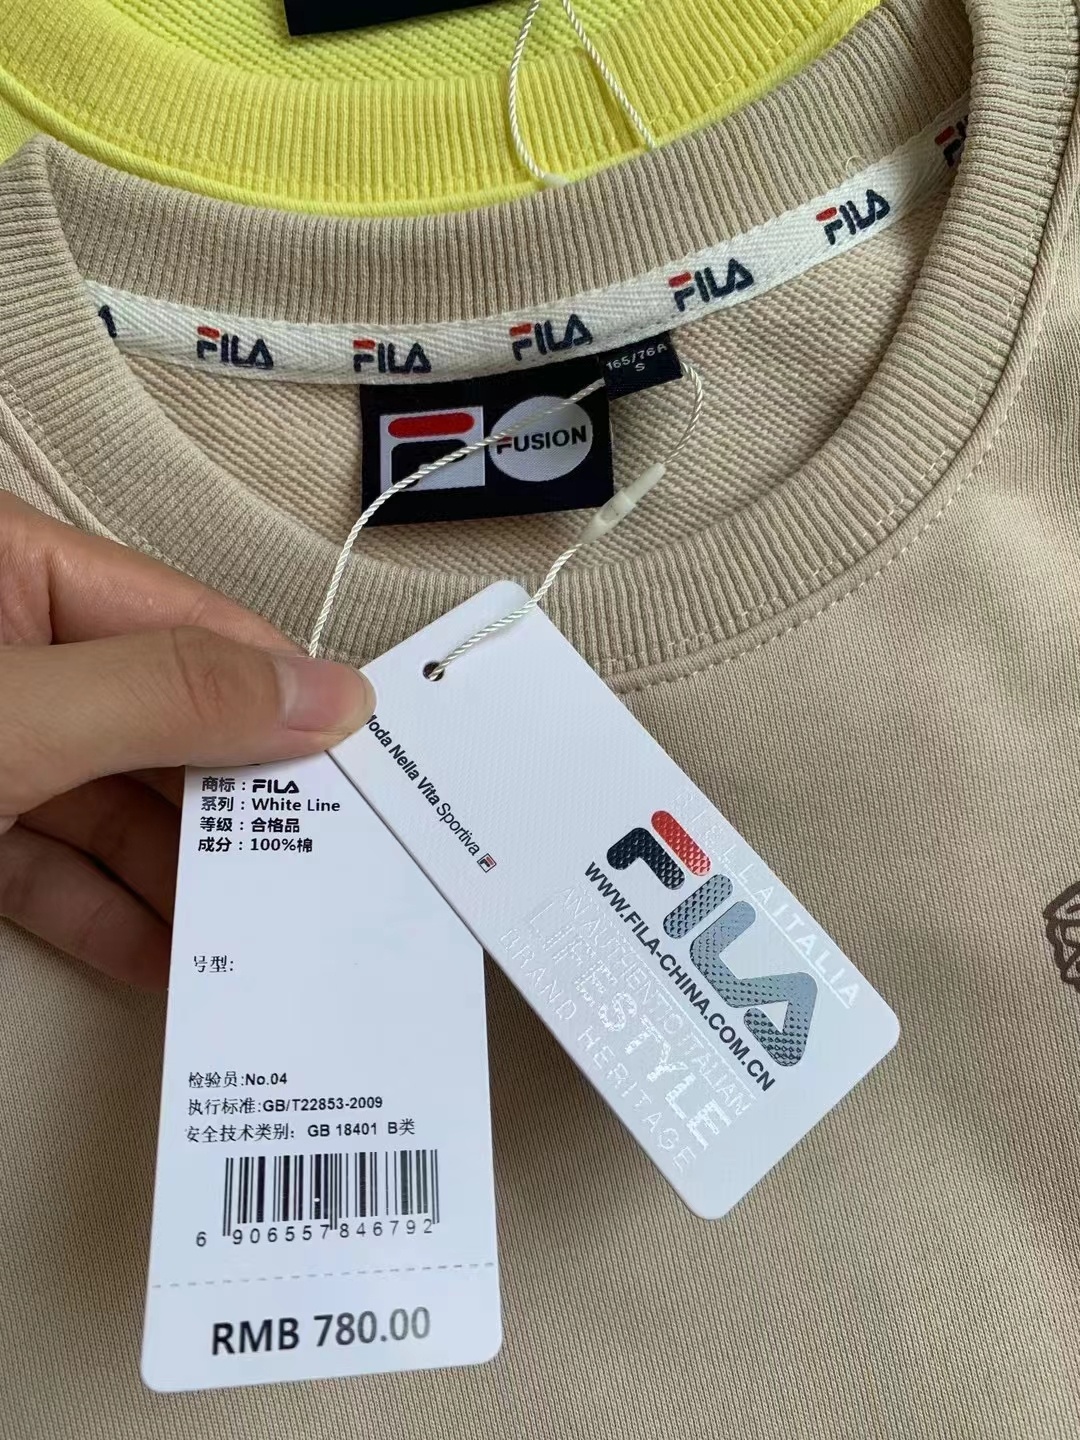 FILA
FILA
FILA
FILA
FILA
165/76A
S
FUSION
商标：FILA
系列：White Line
等级：合格品
成分：100%棉
号型:
检验员:No.04
执行标准:GB/T22853-2009
安全技术类别：GB 18401 B类
6 906557 846792
RMB 780.00
Moda Nella Vita Sportiva
FILA
WWW.FILA-CHINA.COM.CN
AN AUTHENTIC ITALIAN
LIFESTYLE
BRAND HERITAGE